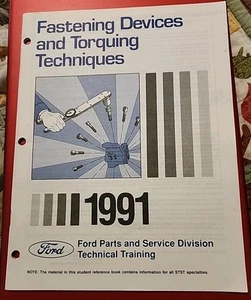 Fastening Devices
and Torquing
Techniques
1991
Ford
Ford Parts and Service Division
Technical Training
NOTE: The material in this student reference book contains information for all STST specialties.